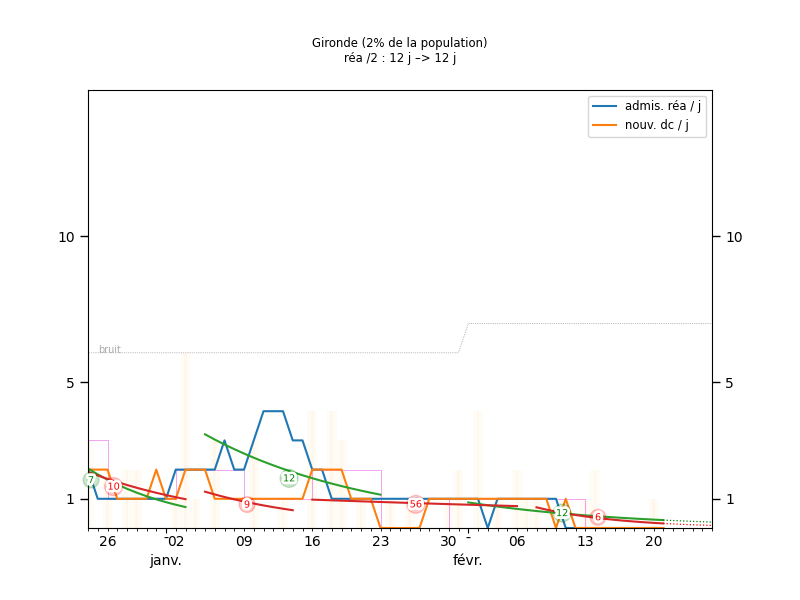 Gironde (2% de la population)
réa /2 : 12 j –> 12 j
admis. réa / j
nouv. dc / j
10 10
bruit
5 5
7 10 12 9 56 12 6
1 1
26 02 09 16 23 30 06 13 20
janv. févr.